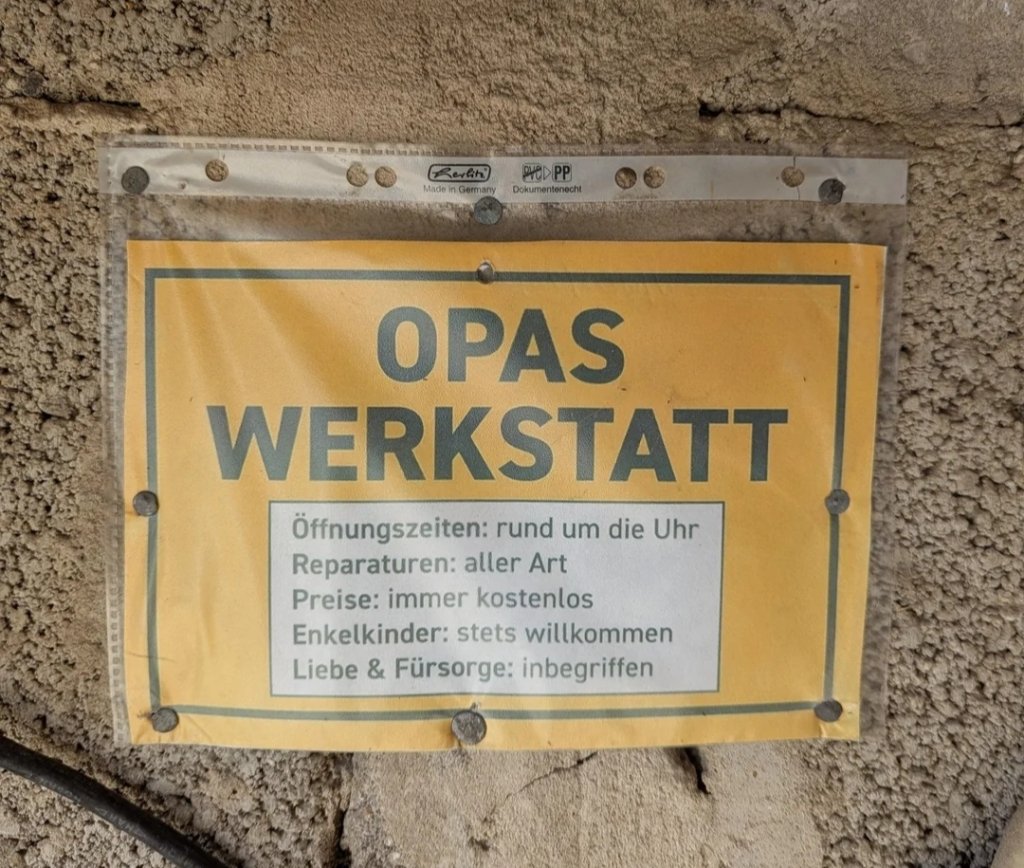 Herlitz PVC PP
Made in Germany Dokumentenecht
OPAS
WERKSTATT
Öffnungszeiten: rund um die Uhr
Reparaturen: aller Art
Preise: immer kostenlos
Enkelkinder: stets willkommen
Liebe & Fürsorge: inbegriffen